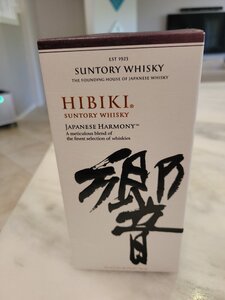 EST 1923
SUNTORY WHISKY
THE FOUNDING HOUSE OF JAPANESE WHISKY
HIBIKI®
SUNTORY WHISKY
JAPANESE HARMONY™
A meticulous blend of
the finest selection of whiskies
響